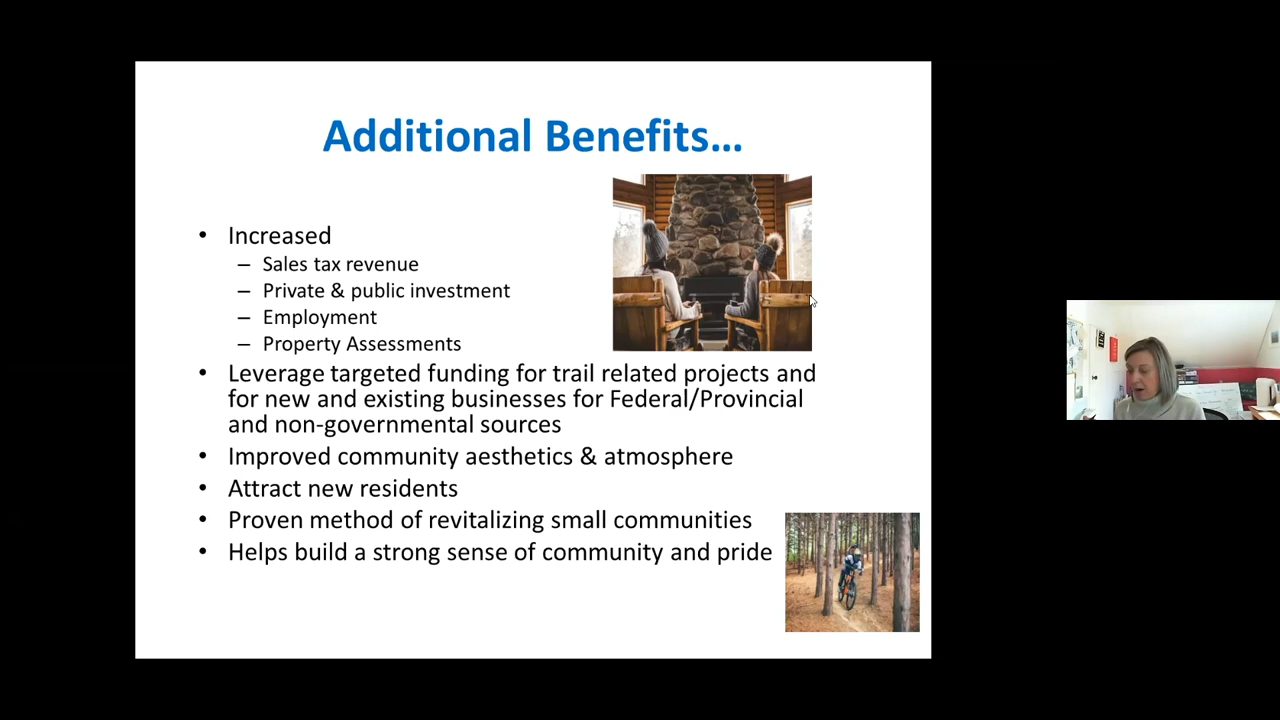 Additional Benefits…
• Increased
– Sales tax revenue
– Private & public investment
– Employment
– Property Assessments
• Leverage targeted funding for trail related projects and
for new and existing businesses for Federal/Provincial
and non-governmental sources
• Improved community aesthetics & atmosphere
• Attract new residents
• Proven method of revitalizing small communities
• Helps build a strong sense of community and pride